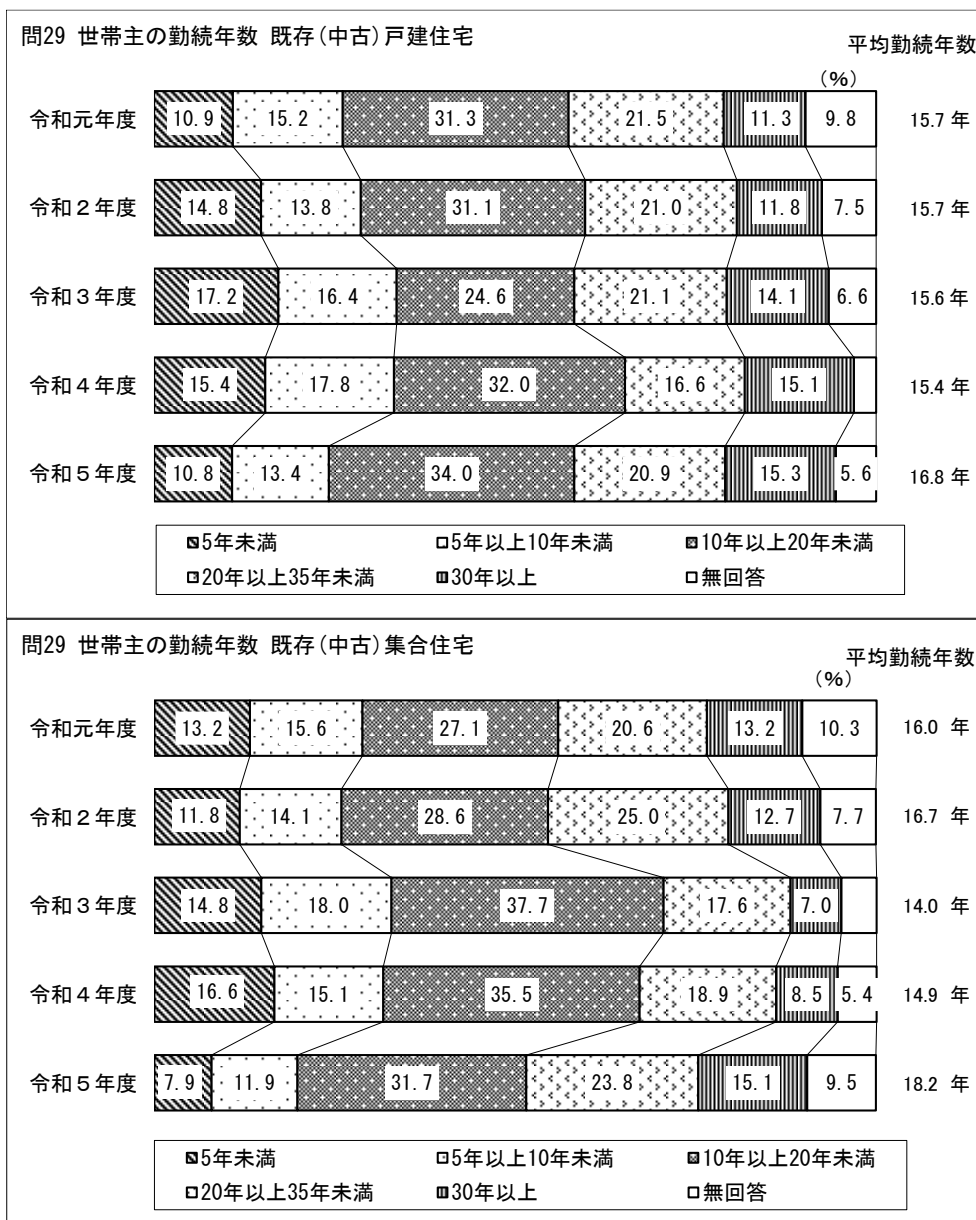 問29 世帯主の勤続年数 既存(中古)戸建住宅
平均勤続年数
(%)
令和元年度 10.9 15.2 31.3 21.5 11.3 9.8 15.7 年
令和2年度 14.8 13.8 31.1 21.0 11.8 7.5 15.7 年
令和3年度 17.2 16.4 24.6 21.1 14.1 6.6 15.6 年
令和4年度 15.4 17.8 32.0 16.6 15.1 15.4 年
令和5年度 10.8 13.4 34.0 20.9 15.3 5.6 16.8 年
5年未満 5年以上10年未満 10年以上20年未満
20年以上35年未満 30年以上 無回答
問29 世帯主の勤続年数 既存(中古)集合住宅
平均勤続年数
(%)
令和元年度 13.2 15.6 27.1 20.6 13.2 10.3 16.0 年
令和2年度 11.8 14.1 28.6 25.0 12.7 7.7 16.7 年
令和3年度 14.8 18.0 37.7 17.6 7.0 14.0 年
令和4年度 16.6 15.1 35.5 18.9 8.5 5.4 14.9 年
令和5年度 7.9 11.9 31.7 23.8 15.1 9.5 18.2 年
5年未満 5年以上10年未満 10年以上20年未満
20年以上35年未満 30年以上 無回答